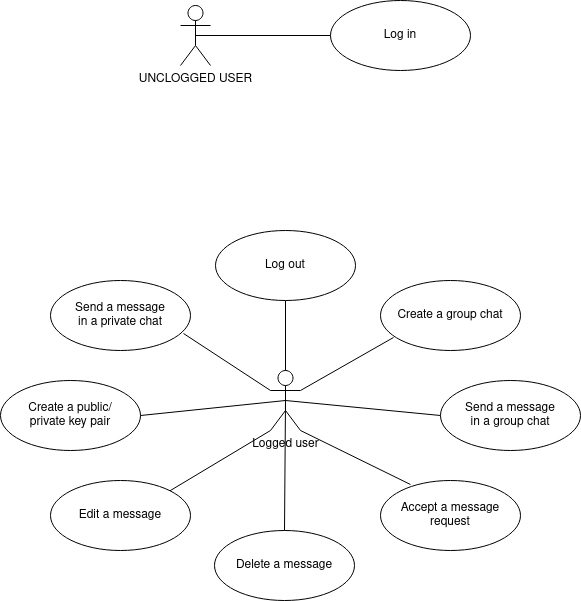 Log in
UNCLOGGED USER
Log out
Send a message
in a private chat
Create a group chat
Create a public/
private key pair
Send a message
in a group chat
Logged user
Edit a message
Accept a message
request
Delete a message